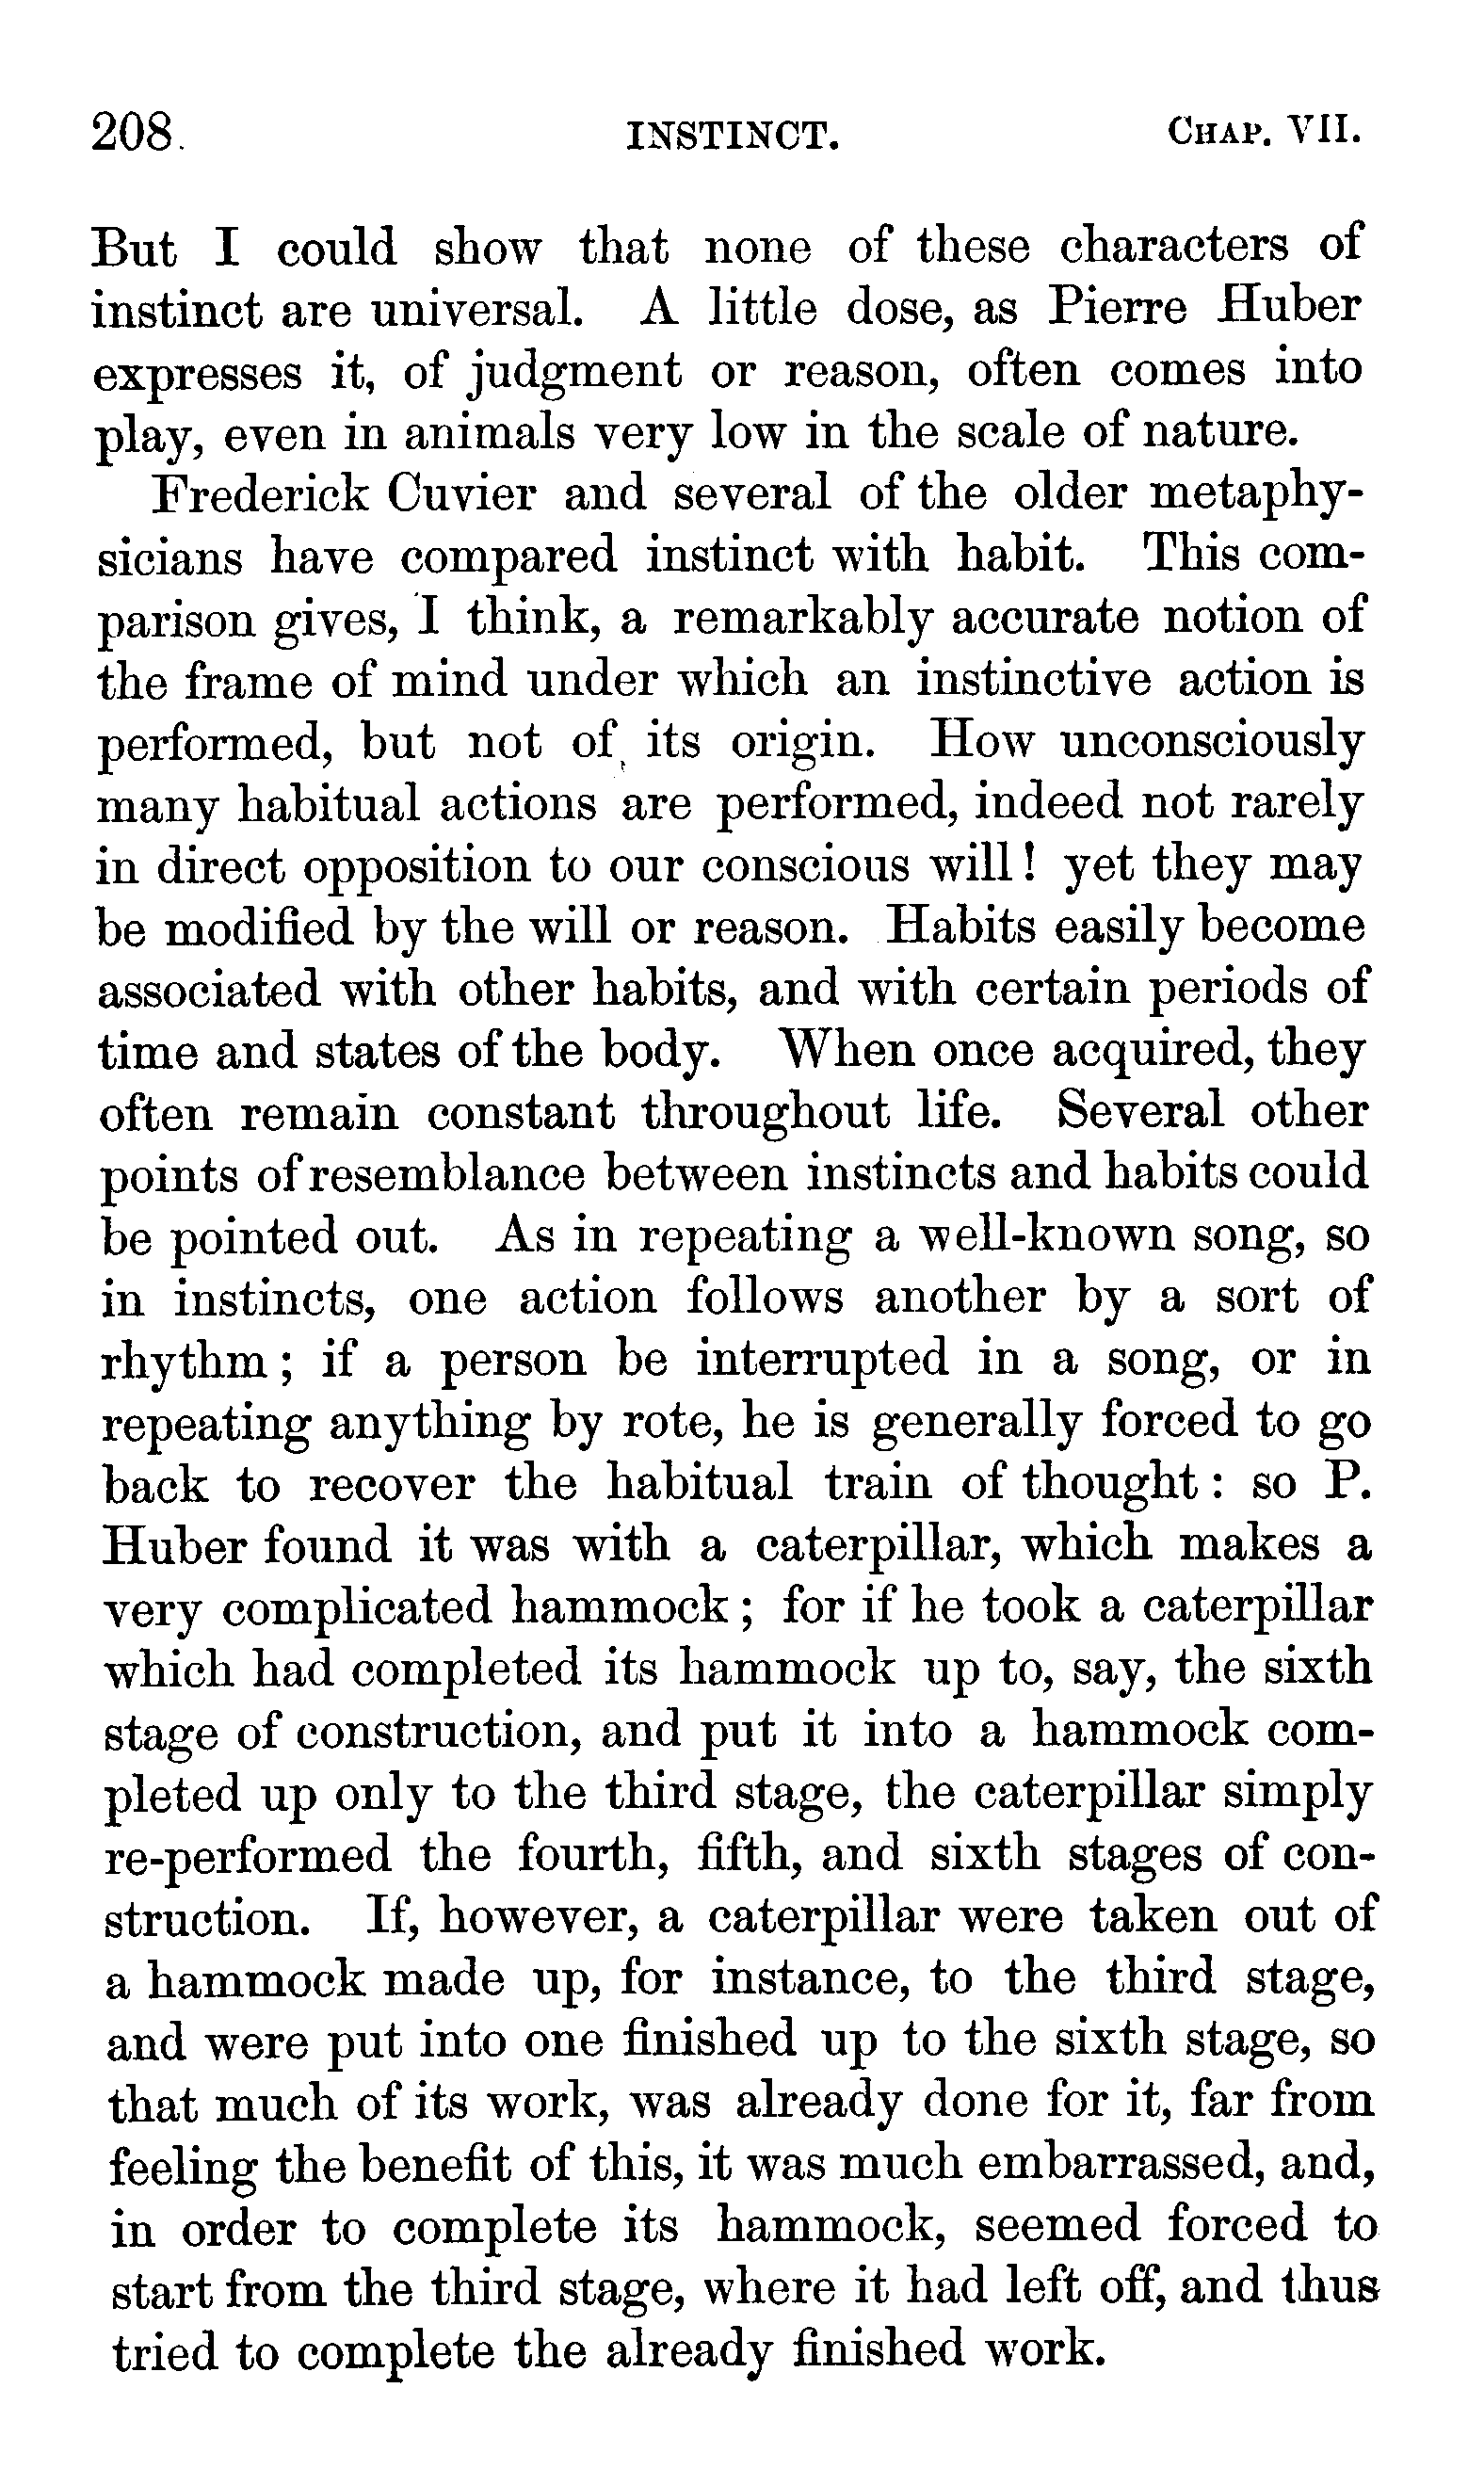 208. INSTINCT. CHAP. VII.
But I could show that none of these characters of
instinct are universal. A little dose, as Pierre Huber
expresses it, of judgment or reason, often comes into
play, even in animals very low in the scale of nature.
Frederick Cuvier and several of the older metaphy-
sicians have compared instinct with habit. This com-
parison gives, I think, a remarkably accurate notion of
the frame of mind under which an instinctive action is
performed, but not of its origin. How unconsciously
many habitual actions are performed, indeed not rarely
in direct opposition to our conscious will! yet they may
be modified by the will or reason. Habits easily become
associated with other habits, and with certain periods of
time and states of the body. When once acquired, they
often remain constant throughout life. Several other
points of resemblance between instincts and habits could
be pointed out. As in repeating a well-known song, so
in instincts, one action follows another by a sort of
rhythm; if a person be interrupted in a song, or in
repeating anything by rote, he is generally forced to go
back to recover the habitual train of thought: so P.
Huber found it was with a caterpillar, which makes a
very complicated hammock; for if he took a caterpillar
which had completed its hammock up to, say, the sixth
stage of construction, and put it into a hammock com-
pleted up only to the third stage, the caterpillar simply
re-performed the fourth, fifth, and sixth stages of con-
struction. If, however, a caterpillar were taken out of
a hammock made up, for instance, to the third stage,
and were put into one finished up to the sixth stage, so
that much of its work, was already done for it, far from
feeling the benefit of this, it was much embarrassed, and,
in order to complete its hammock, seemed forced to
start from the third stage, where it had left off, and thus
tried to complete the already finished work.